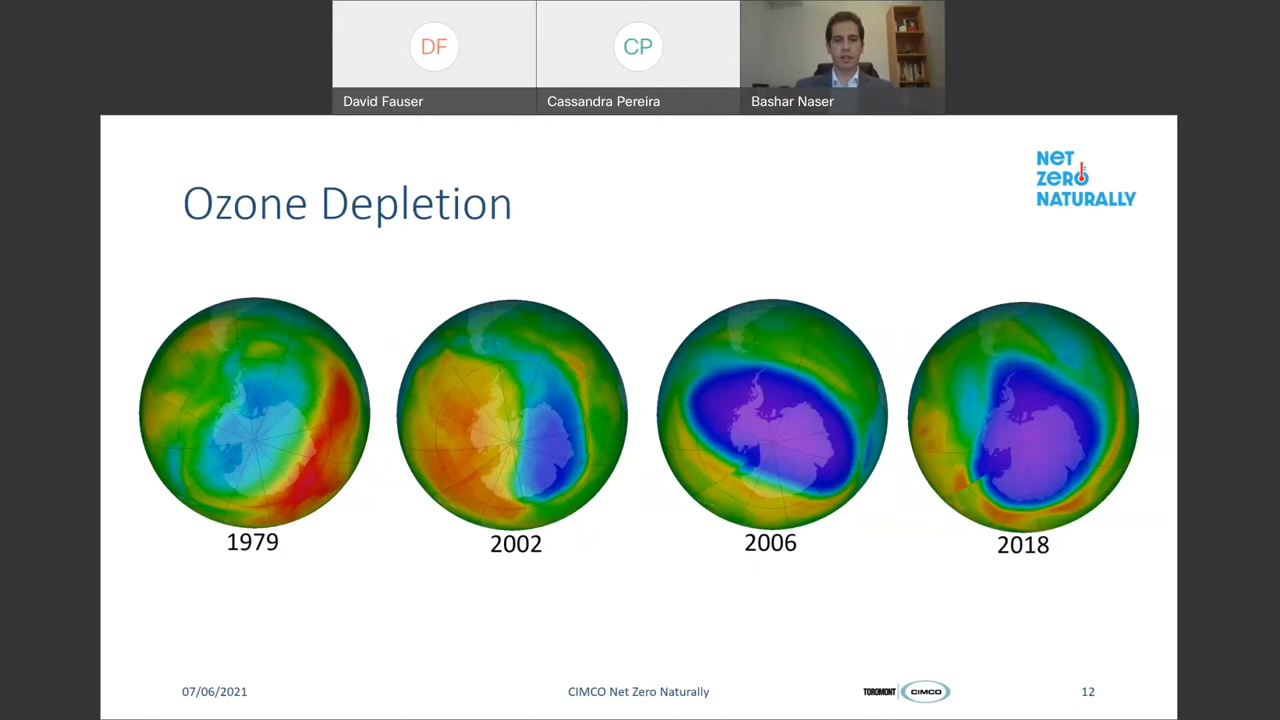 DF
CP
David Fauser
Cassandra Pereira
Bashar Naser
NET
ZERO
NATURALLY
Ozone Depletion
1979
2002
2006
2018
07/06/2021
CIMCO Net Zero Naturally
TOROMONT
CIMCO
12